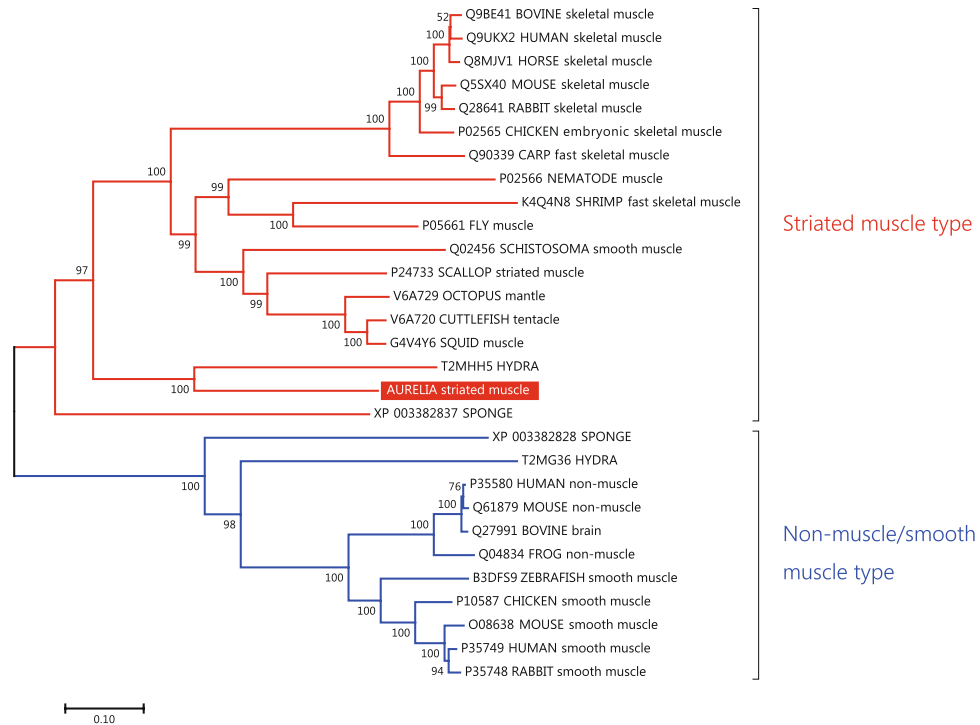 Q9BE41 BOVINE skeletal muscle
52
Q9UKX2 HUMAN skeletal muscle
100
Q8MJV1 HORSE skeletal muscle
100
Q5SX40 MOUSE skeletal muscle
100
Q28641 RABBIT skeletal muscle
99
P02565 CHICKEN embryonic skeletal muscle
100
Q90339 CARP fast skeletal muscle
100
P02566 NEMATODE muscle
99
K4Q4N8 SHRIMP fast skeletal muscle
100
P05661 FLY muscle
99
Q02456 SCHISTOSOMA smooth muscle
100
P24733 SCALLOP striated muscle
97
V6A729 OCTOPUS mantle
99
V6A720 CUTTLEFISH tentacle
100
G4V4Y6 SQUID muscle
100
T2MHH5 HYDRA
100
AURELIA striated muscle
XP 003382837 SPONGE
Striated muscle type
XP 003382828 SPONGE
100
T2MG36 HYDRA
98
P35580 HUMAN non-muscle
76
Q61879 MOUSE non-muscle
100
Q27991 BOVINE brain
100
Q04834 FROG non-muscle
100
B3DFS9 ZEBRAFISH smooth muscle
100
P10587 CHICKEN smooth muscle
100
O08638 MOUSE smooth muscle
100
P35749 HUMAN smooth muscle
94
P35748 RABBIT smooth muscle
Non-muscle/smooth
muscle type
0.10